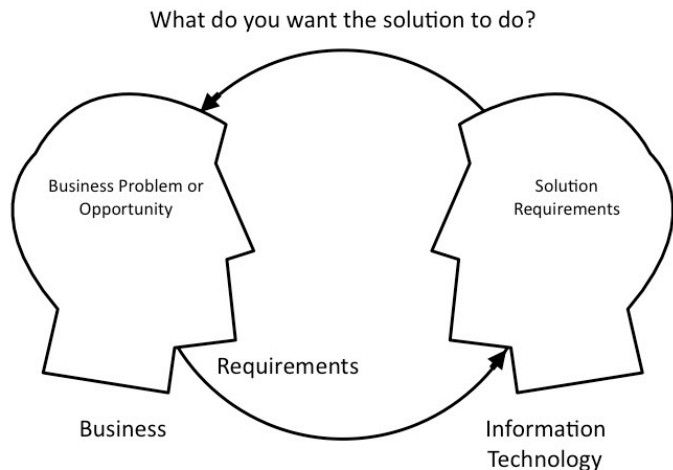 What do you want the solution to do?
Business Problem or
Opportunity
Solution
Requirements
Requirements
Business
Information
Technology